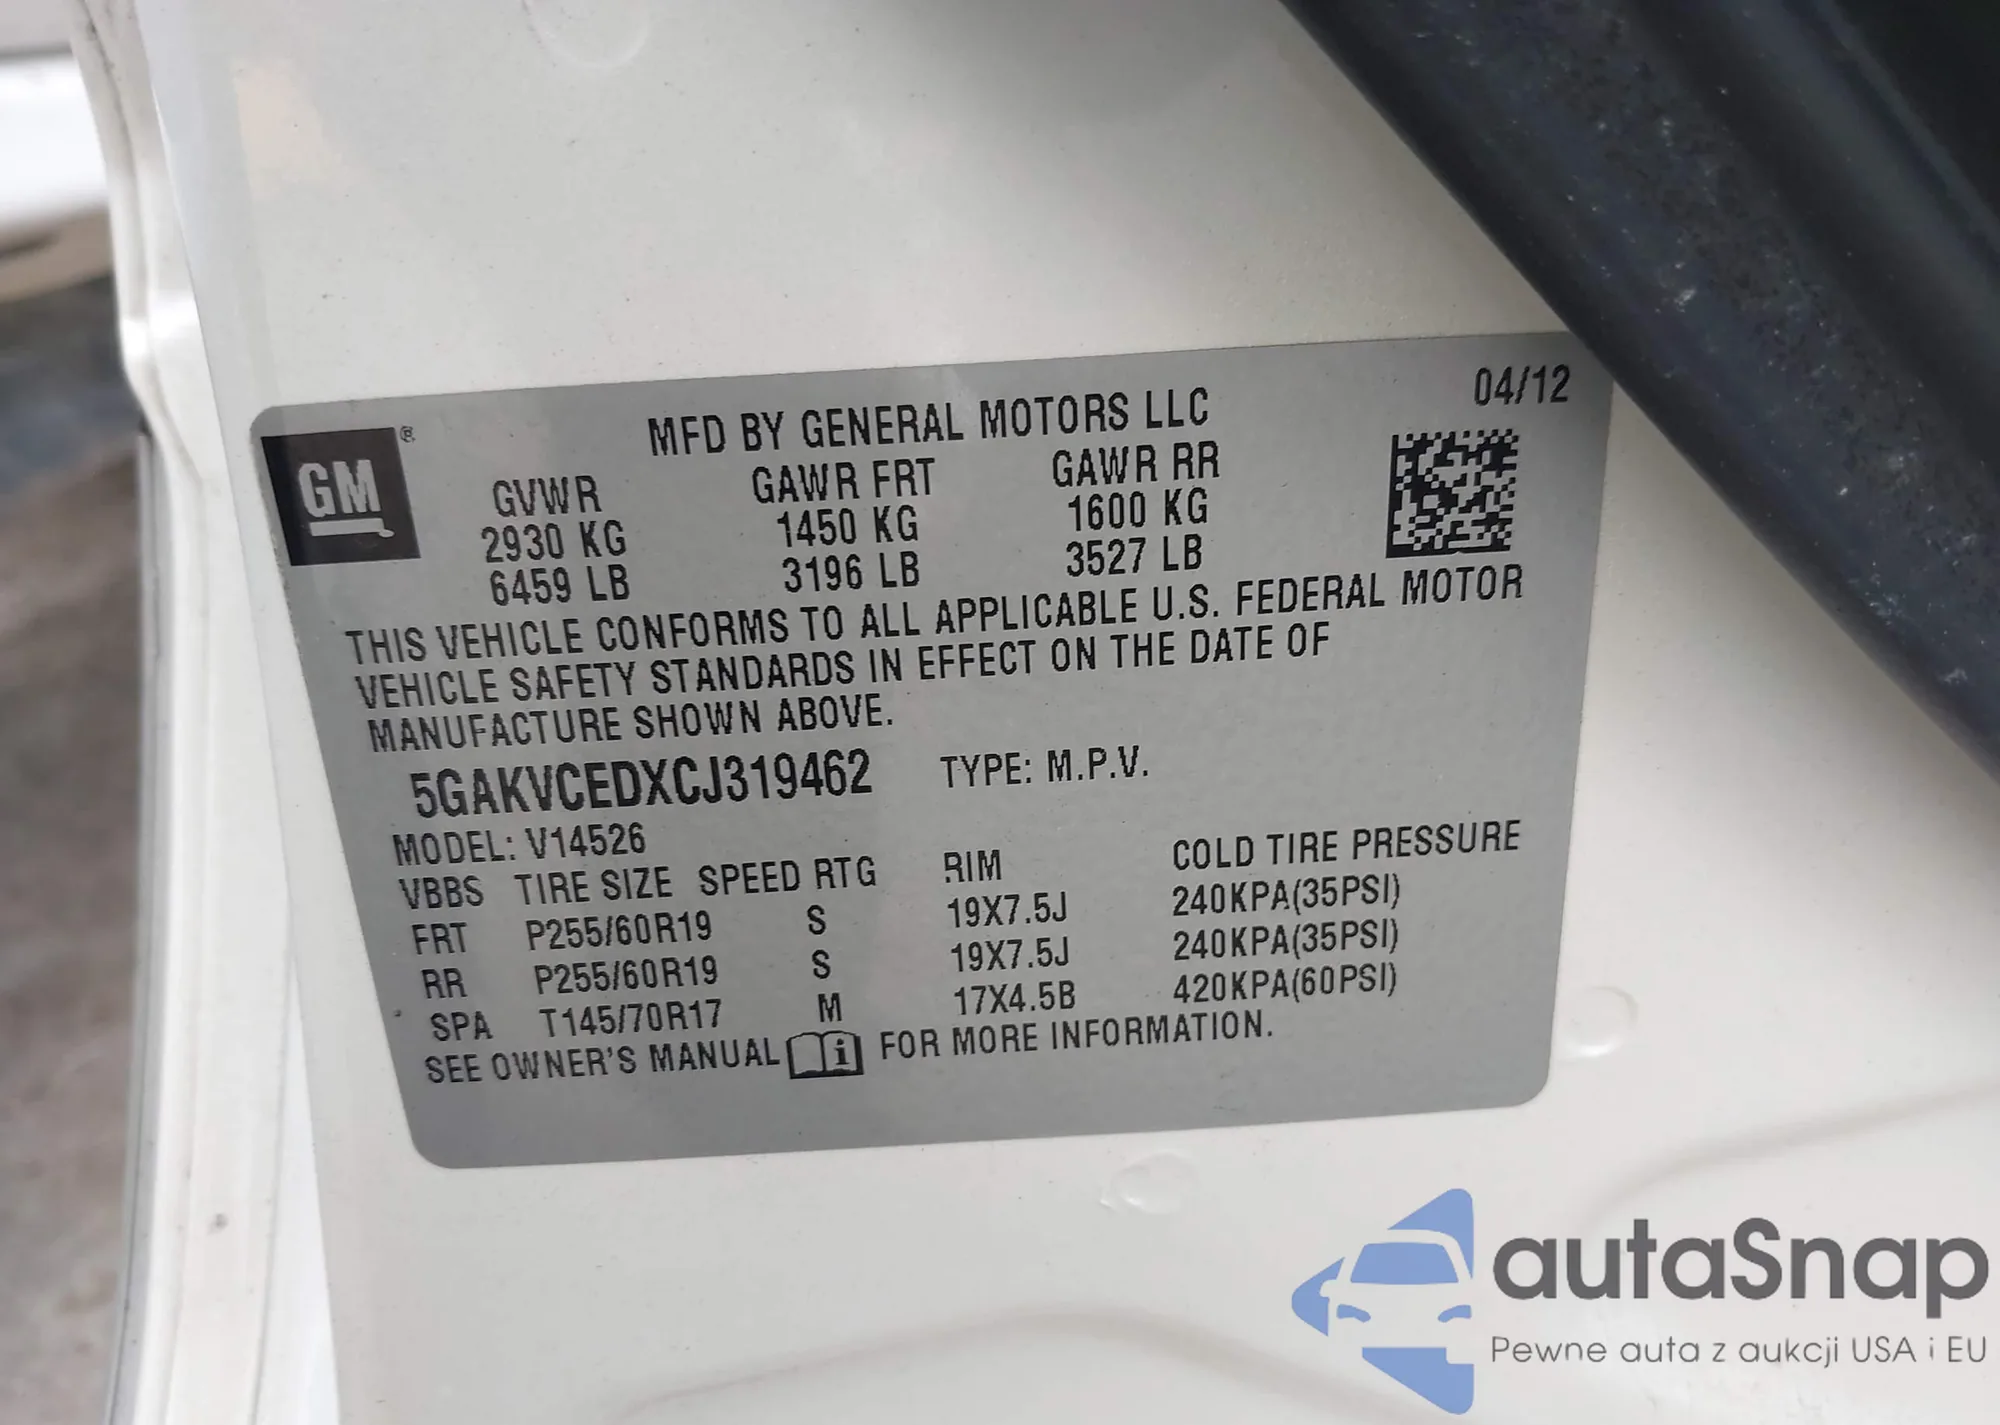 MFD BY GENERAL MOTORS LLC 04/12
GM ®
GVWR GAWR FRT GAWR RR
2930 KG 1450 KG 1600 KG
6459 LB 3196 LB 3527 LB
THIS VEHICLE CONFORMS TO ALL APPLICABLE U.S. FEDERAL MOTOR
VEHICLE SAFETY STANDARDS IN EFFECT ON THE DATE OF
MANUFACTURE SHOWN ABOVE.
5GAKVCEDXCJ319462 TYPE: M.P.V.
MODEL: V14526
VBBS TIRE SIZE SPEED RTG RIM COLD TIRE PRESSURE
FRT P255/60R19 S 19X7.5J 240KPA(35PSI)
RR P255/60R19 S 19X7.5J 240KPA(35PSI)
SPA T145/70R17 M 17X4.5B 420KPA(60PSI)
SEE OWNER'S MANUAL i FOR MORE INFORMATION.
autaSnap
Pewne auta z aukcji USA i EU